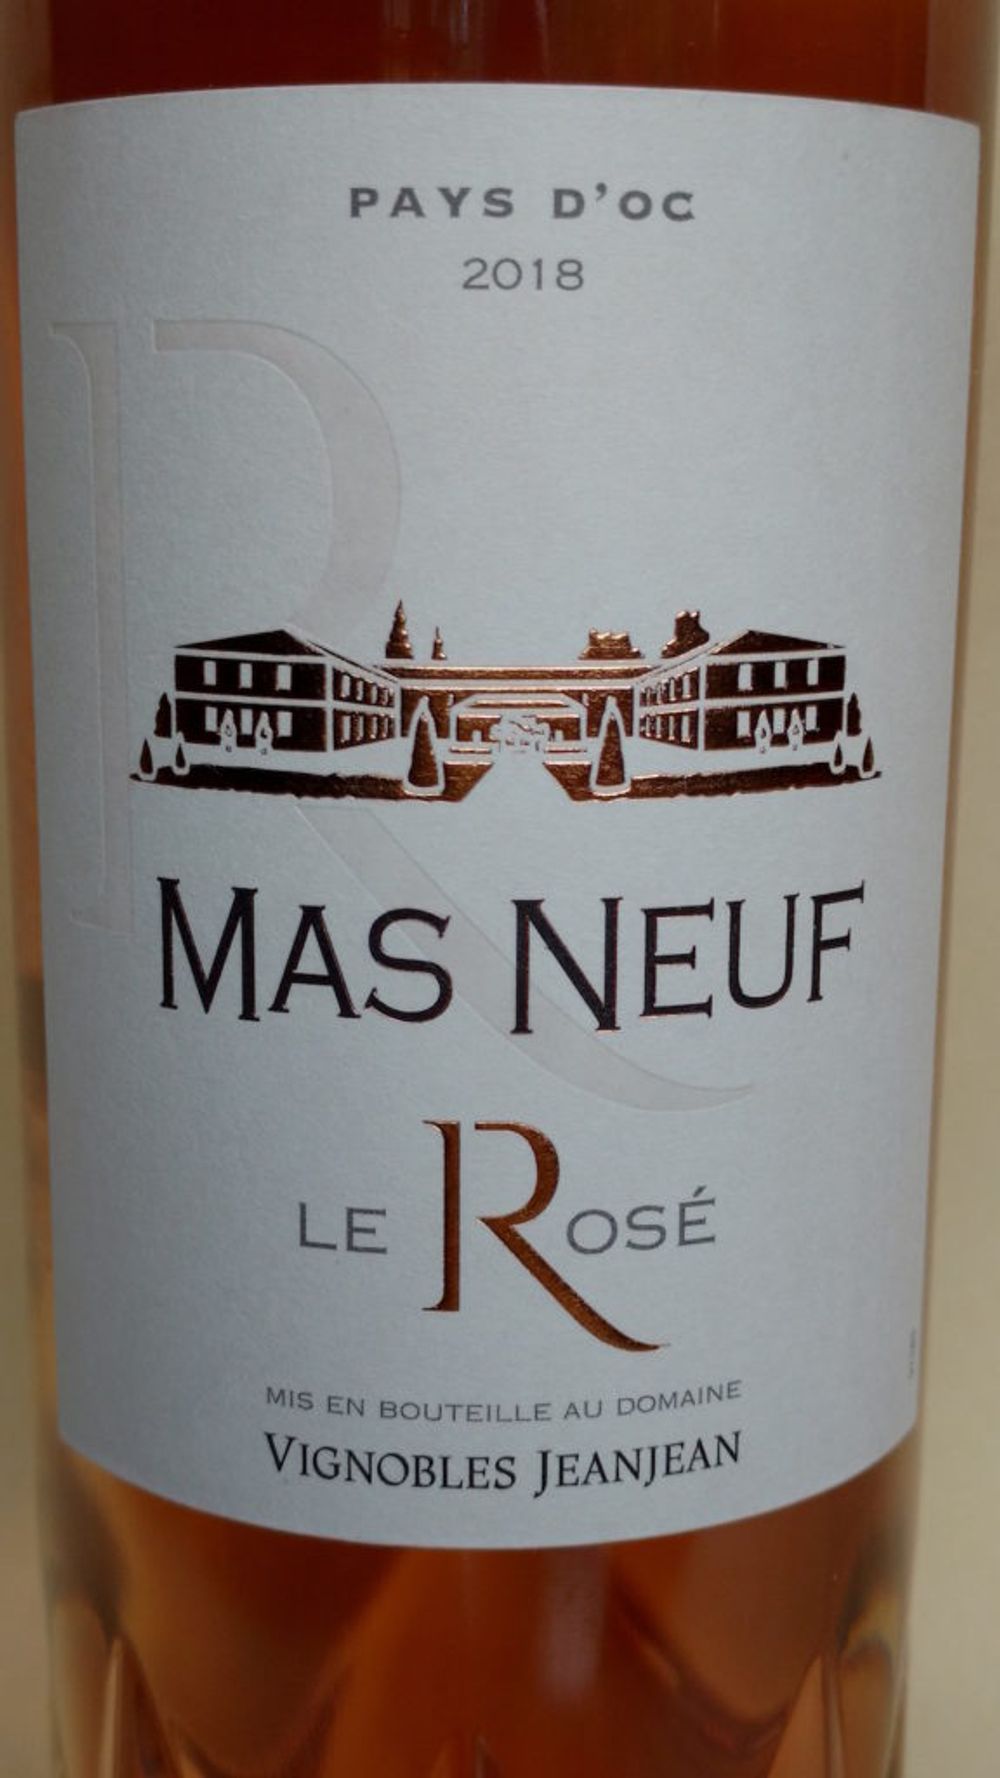 PAYS D'OC
2018
MAS NEUF
LE ROSÉ
MIS EN BOUTEILLE AU DOMAINE
VIGNOBLES JEANJEAN